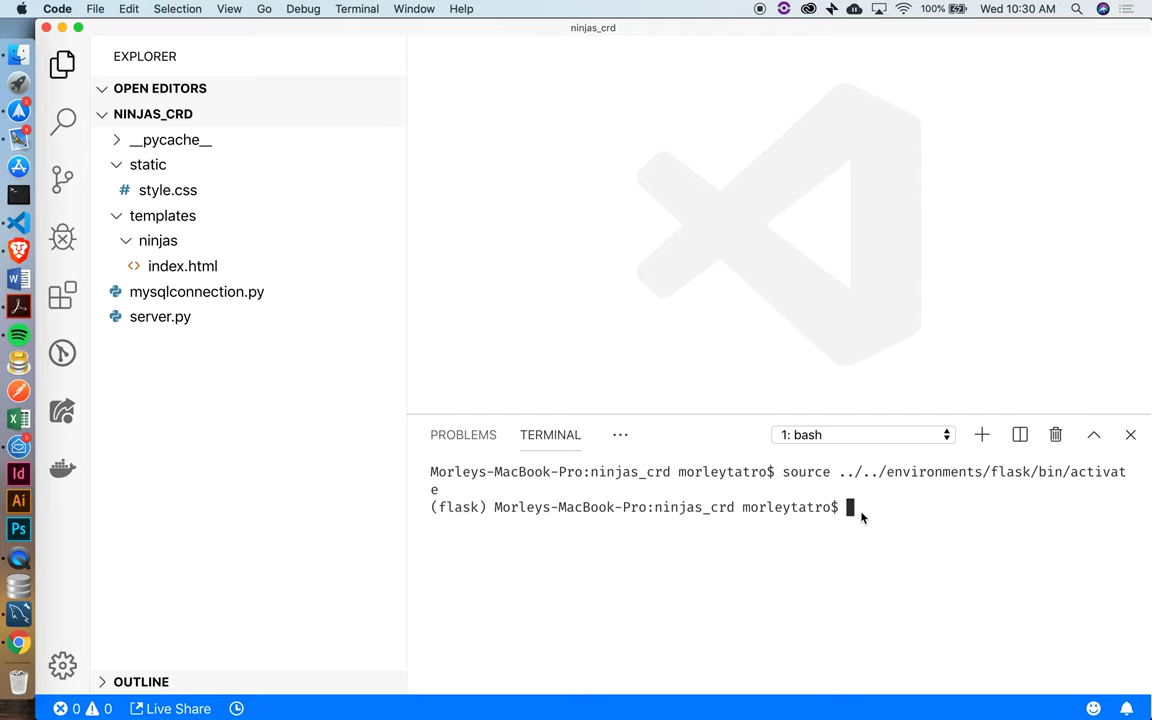 Code File Edit Selection View Go Debug Terminal Window Help 100% Wed 10:30 AM
ninjas_crd
EXPLORER
OPEN EDITORS
NINJAS_CRD
__pycache__
static
# style.css
templates
ninjas
<> index.html
mysqlconnection.py
server.py
OUTLINE
PROBLEMS TERMINAL ··· 1: bash
Morleys-MacBook-Pro:ninjas_crd morleytatro$ source ../../environments/flask/bin/activat
e
(flask) Morleys-MacBook-Pro:ninjas_crd morleytatro$
Id
Ai
Ps
0 0 Live Share